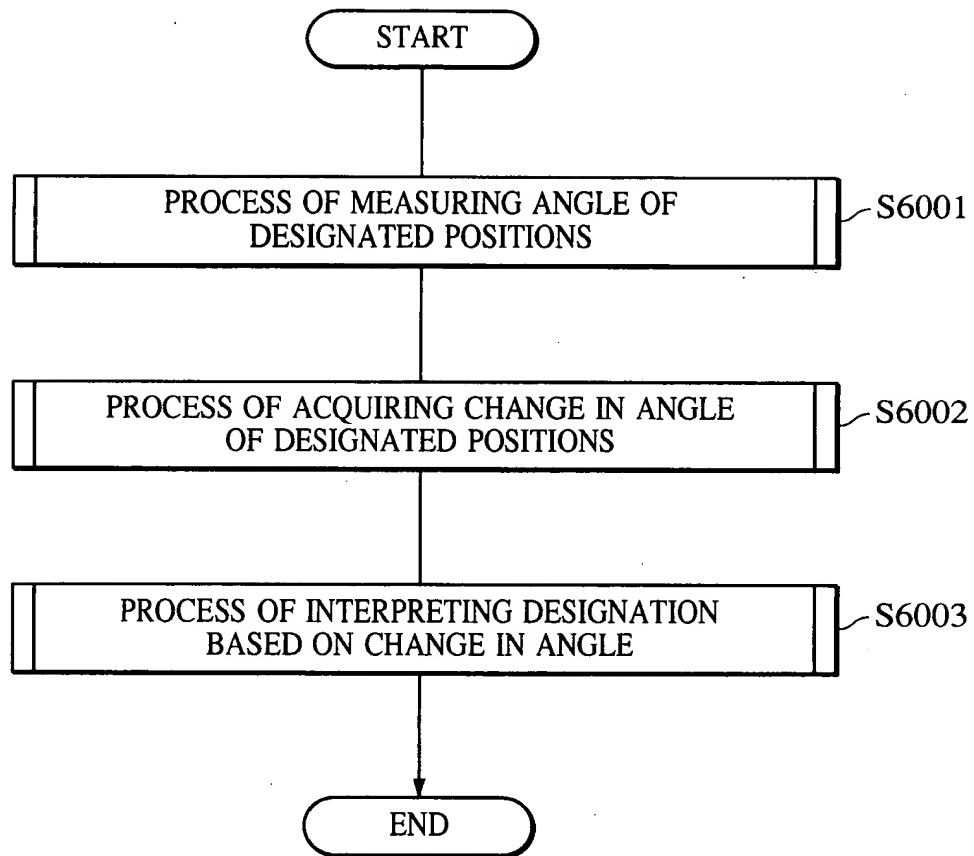 START
PROCESS OF MEASURING ANGLE OF
DESIGNATED POSITIONS
S6001
PROCESS OF ACQUIRING CHANGE IN ANGLE
OF DESIGNATED POSITIONS
S6002
PROCESS OF INTERPRETING DESIGNATION
BASED ON CHANGE IN ANGLE
S6003
END